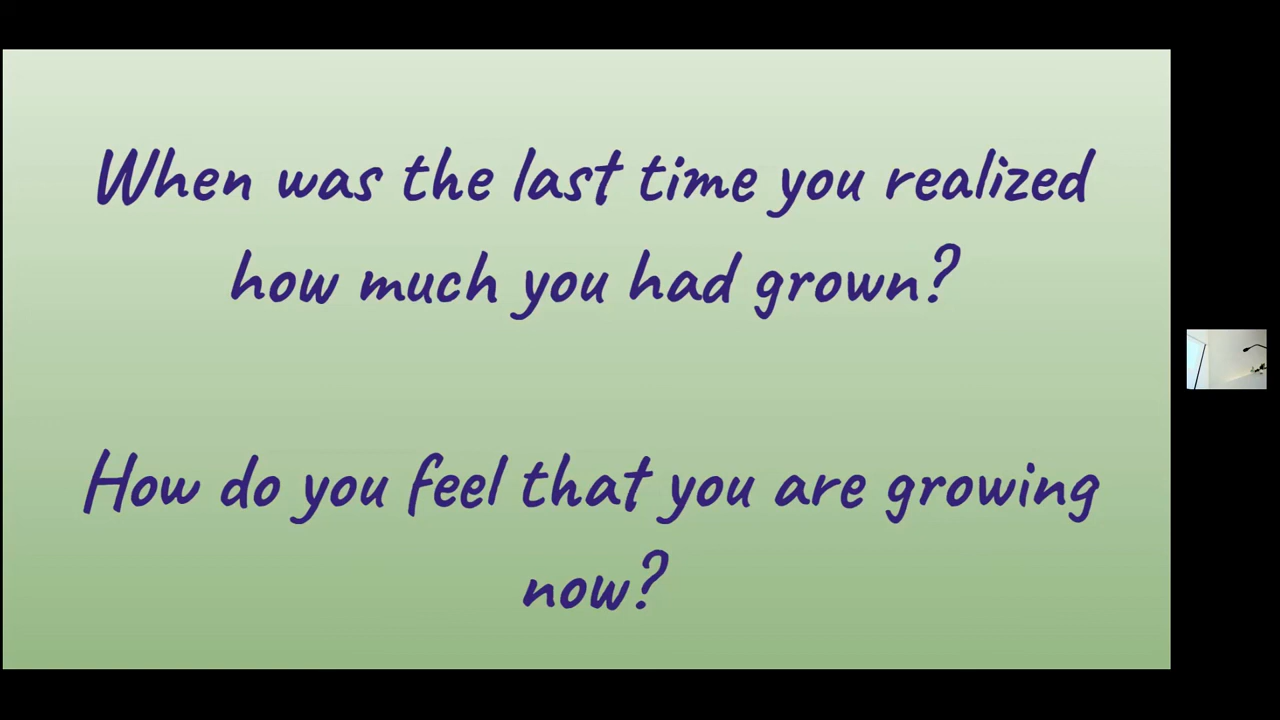 When was the last time you realized
how much you had grown?
How do you feel that you are growing
now?